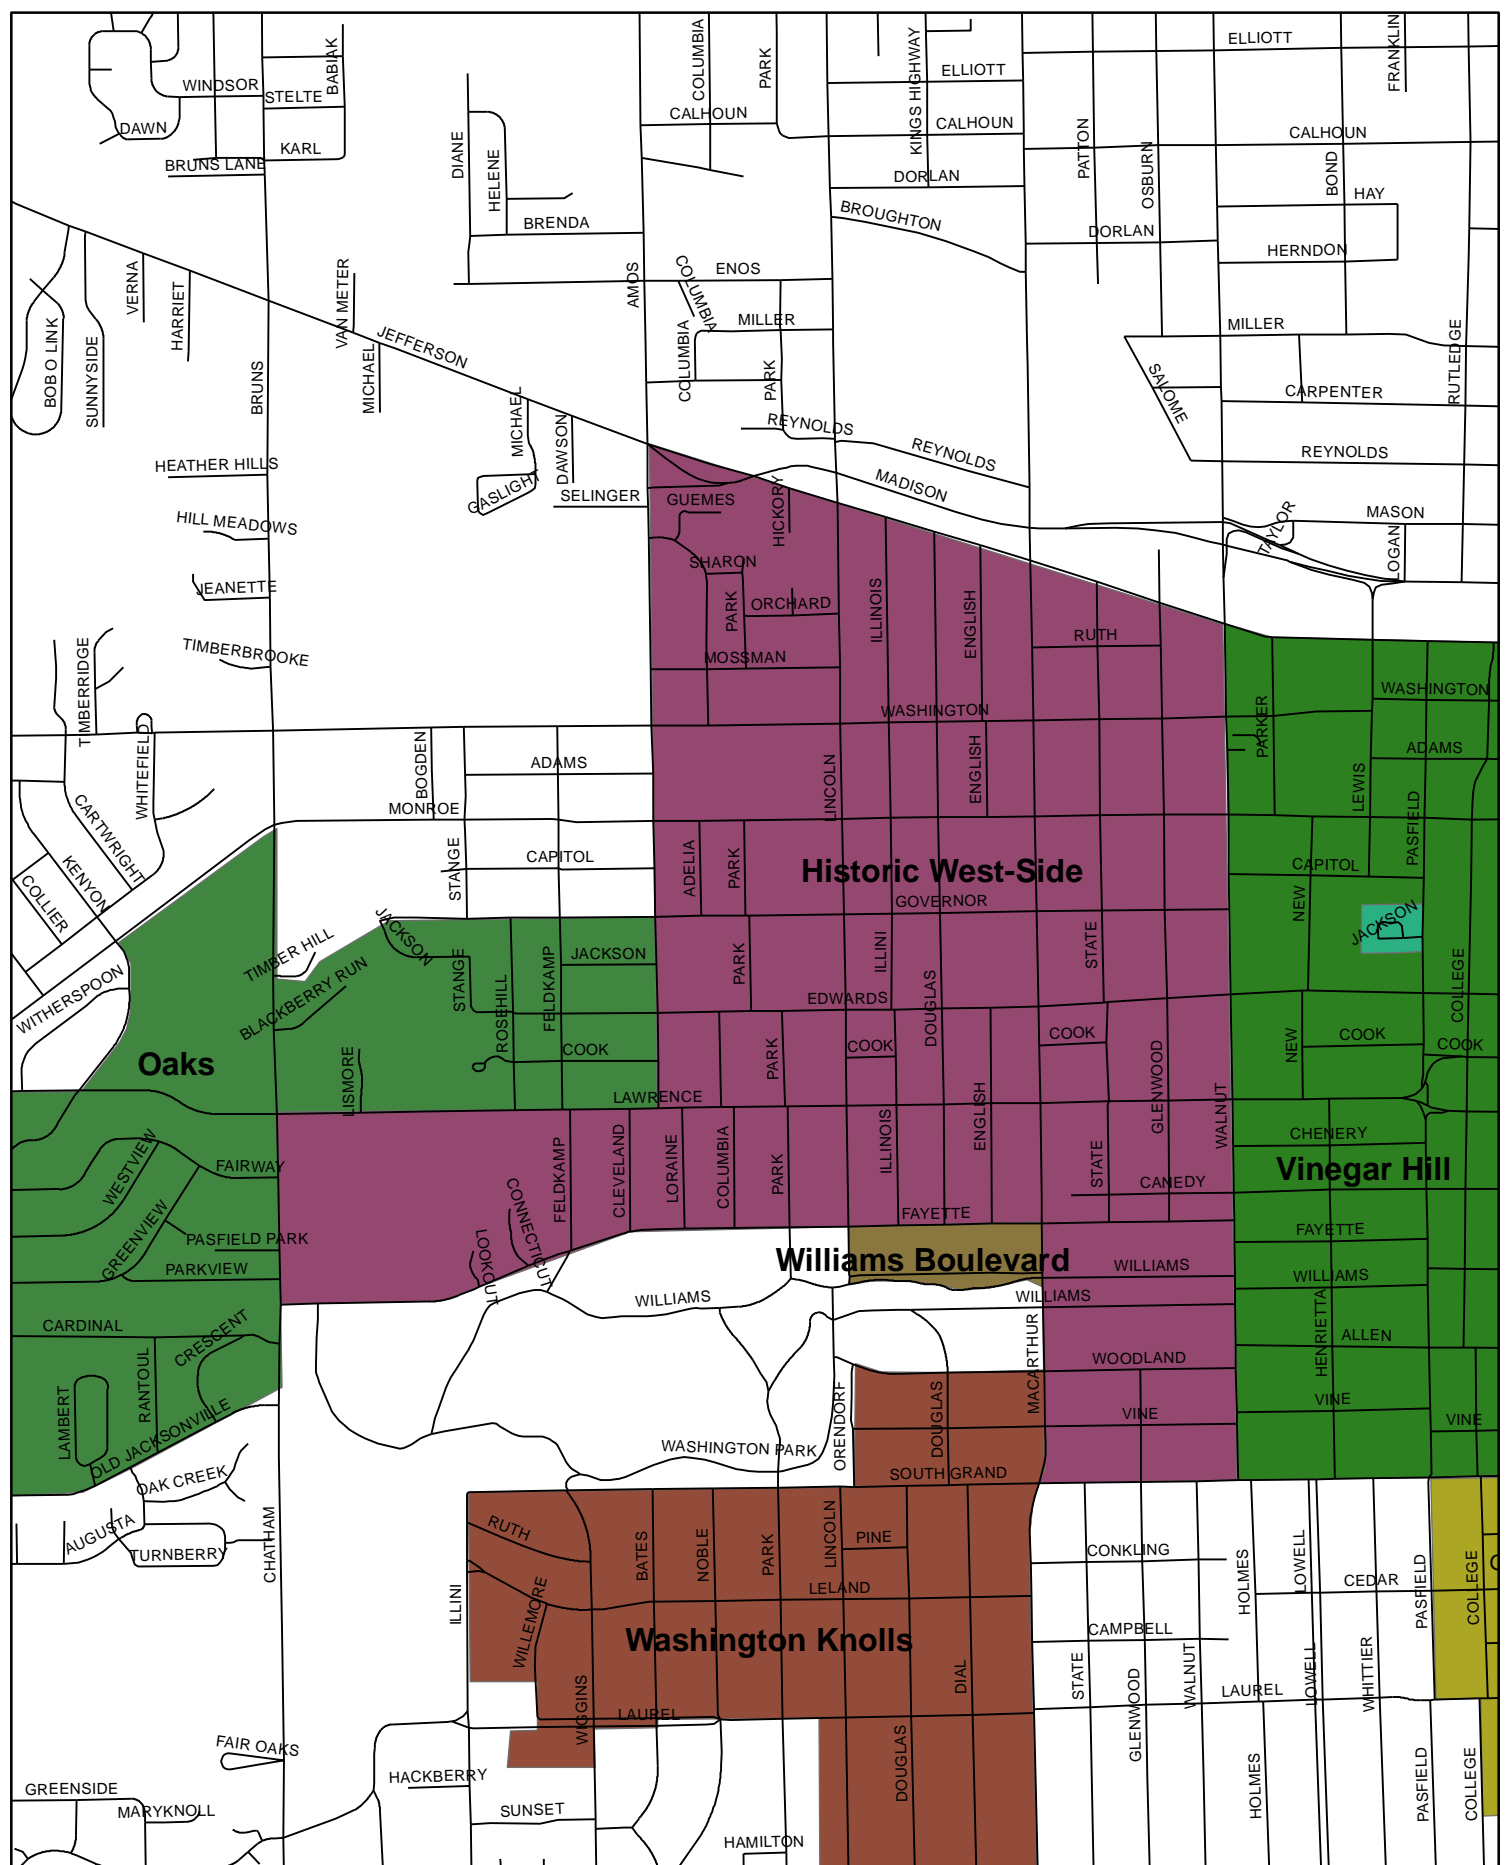 ELLIOTT
FRANKLIN
BABIAK
COLUMBIA
PARK
KINGS HIGHWAY
ELLIOTT
WINDSOR
STELTE
CALHOUN
CALHOUN
CALHOUN
DAWN
PATTON
OSBURN
BOND
KARL
BRUNS LANE
DIANE
HELENE
DORLAN
HAY
BROUGHTON
BRENDA
DORLAN
HERNDON
VERNA
HARRIET
VAN METER
AMOS
COLUMBIA
ENOS
BOB O LINK
SUNNYSIDE
BRUNS
MICHAEL
JEFFERSON
COLUMBIA
MILLER
PARK
MILLER
RUTLEDGE
SALOME
CARPENTER
MICHAEL
DAWSON
REYNOLDS
REYNOLDS
REYNOLDS
HEATHER HILLS
GASLIGHT
SELINGER
GUEMES
HICKORY
MADISON
MASON
TAYLOR
LOGAN
HILL MEADOWS
SHARON
JEANETTE
PARK
ORCHARD
ILLINOIS
ENGLISH
RUTH
TIMBERRIDGE
TIMBERBROOKE
MOSSMAN
WASHINGTON
WASHINGTON
WHITEFIELD
BOGDEN
ADAMS
LINCOLN
ENGLISH
PARKER
LEWIS
ADAMS
PASFIELD
CARTWRIGHT
MONROE
KENYON
COLLIER
STANGE
CAPITOL
ADELIA
PARK
Historic West-Side
GOVERNOR
CAPITOL
NEW
JACKSON
TIMBER HILL
JACKSON
STANGE
ROSEHILL
FELDKAMP
JACKSON
PARK
ILLINI
DOUGLAS
STATE
COLLEGE
WITHERSPOON
BLACKBERRY RUN
EDWARDS
Oaks
LISMORE
COOK
PARK
COOK
COOK
GLENWOOD
NEW
COOK
COOK
LAWRENCE
WALNUT
WESTVIEW
FAIRWAY
FELDKAMP
CLEVELAND
LORAINE
COLUMBIA
PARK
ILLINOIS
ENGLISH
STATE
CHENERY
Vinegar Hill
CANEDY
GREENVIEW
PASFIELD PARK
CONNECTICUT
LOOKOUT
FAYETTE
FAYETTE
PARKVIEW
Williams Boulevard
WILLIAMS
WILLIAMS
WILLIAMS
WILLIAMS
CARDINAL
CRESCENT
RANTOUL
LAMBERT
MACARTHUR
HENRIETTA
ALLEN
WOODLAND
ORENDORF
DOUGLAS
VINE
VINE
VINE
OLD JACKSONVILLE
WASHINGTON PARK
SOUTH GRAND
OAK CREEK
AUGUSTA
TURNBERRY
CHATHAM
RUTH
BATES
NOBLE
PARK
LINCOLN
PINE
CONKLING
HOLMES
LOWELL
CEDAR
PASFIELD
COLLEGE
ILLINI
WILLEMORE
LELAND
Washington Knolls
CAMPBELL
WIGGINS
DIAL
STATE
GLENWOOD
WALNUT
LOWELL
WHITTIER
LAUREL
LAUREL
FAIR OAKS
DOUGLAS
HOLMES
PASFIELD
COLLEGE
GREENSIDE
HACKBERRY
MARYKNOLL
SUNSET
HAMILTON